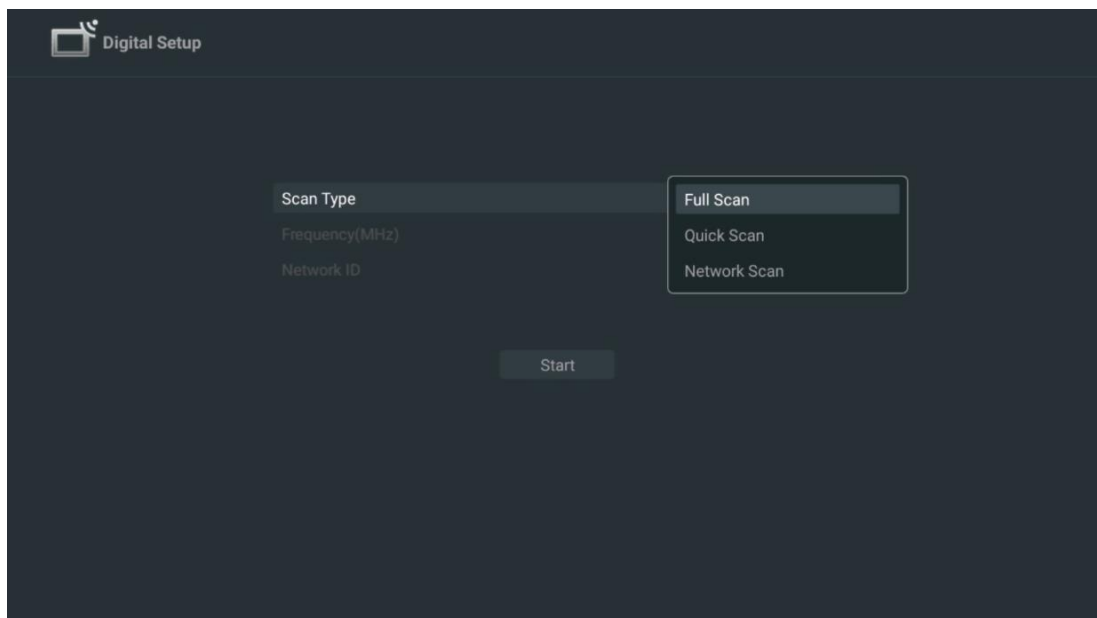 Digital Setup
Scan Type
Full Scan
Frequency(MHz)
Quick Scan
Network ID
Network Scan
Start